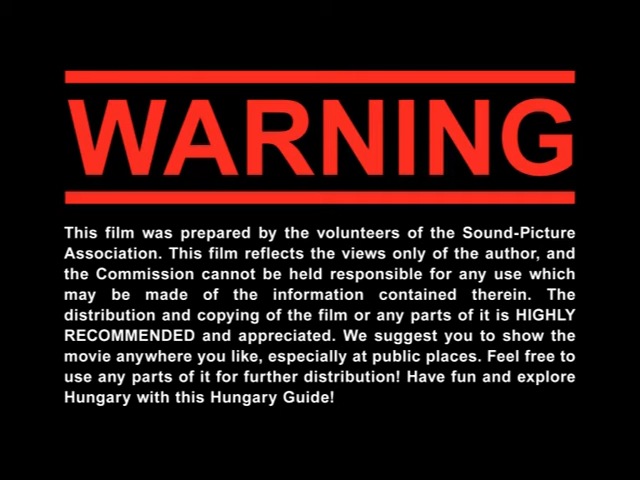 WARNING
This film was prepared by the volunteers of the Sound-Picture
Association. This film reflects the views only of the author, and
the Commission cannot be held responsible for any use which
may be made of the information contained therein. The
distribution and copying of the film or any parts of it is HIGHLY
RECOMMENDED and appreciated. We suggest you to show the
movie anywhere you like, especially at public places. Feel free to
use any parts of it for further distribution! Have fun and explore
Hungary with this Hungary Guide!